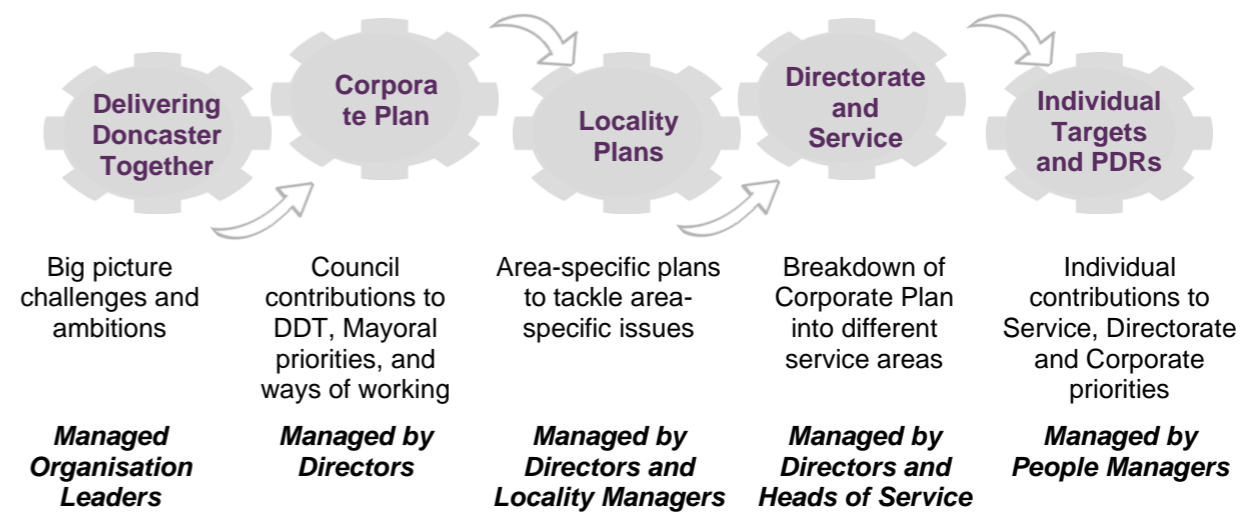 Delivering
Doncaster
Together
Corpora
te Plan
Locality
Plans
Directorate
and
Service
Individual
Targets
and PDRs
Big picture
challenges and
ambitions
Council
contributions to
DDT, Mayoral
priorities, and
ways of working
Area-specific plans
to tackle area-
specific issues
Breakdown of
Corporate Plan
into different
service areas
Individual
contributions to
Service, Directorate
and Corporate
priorities
Managed
Organisation
Leaders
Managed by
Directors
Managed by
Directors and
Locality Managers
Managed by
Directors and
Heads of Service
Managed by
People Managers